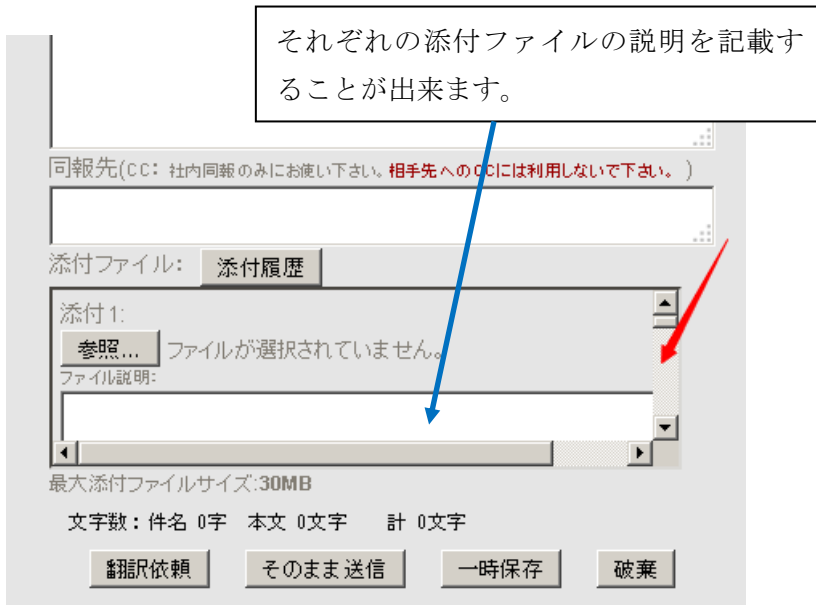 それぞれの添付ファイルの説明を記載す
ることが出来ます。
同報先(CC: 社内同報のみにお使い下さい。相手先へのCCには利用しないで下さい。)
添付ファイル: 添付履歴
添付1:
参照... ファイルが選択されていません。
ファイル説明:
最大添付ファイルサイズ:30MB
文字数:件名 0字 本文 0文字 計 0文字
翻訳依頼 そのまま送信 一時保存 破棄